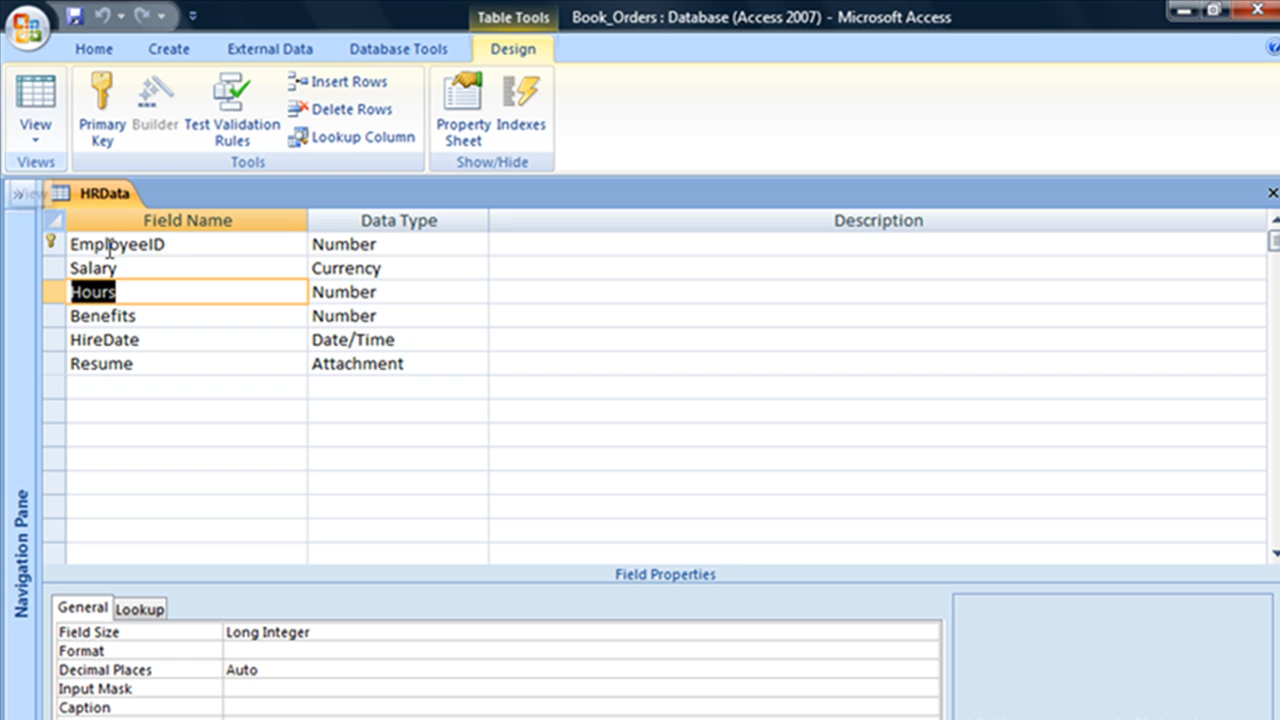 Table Tools
Book_Orders : Database (Access 2007) - Microsoft Access
Home Create External Data Database Tools Design
View
Primary Key
Builder
Test Validation Rules
Insert Rows
Delete Rows
Lookup Column
Property Sheet
Indexes
Views Tools Show/Hide
View
HRData
Field Name Data Type Description
EmployeeID Number
Salary Currency
Hours Number
Benefits Number
HireDate Date/Time
Resume Attachment
Navigation Pane
Field Properties
General Lookup
Field Size Long Integer
Format
Decimal Places Auto
Input Mask
Caption